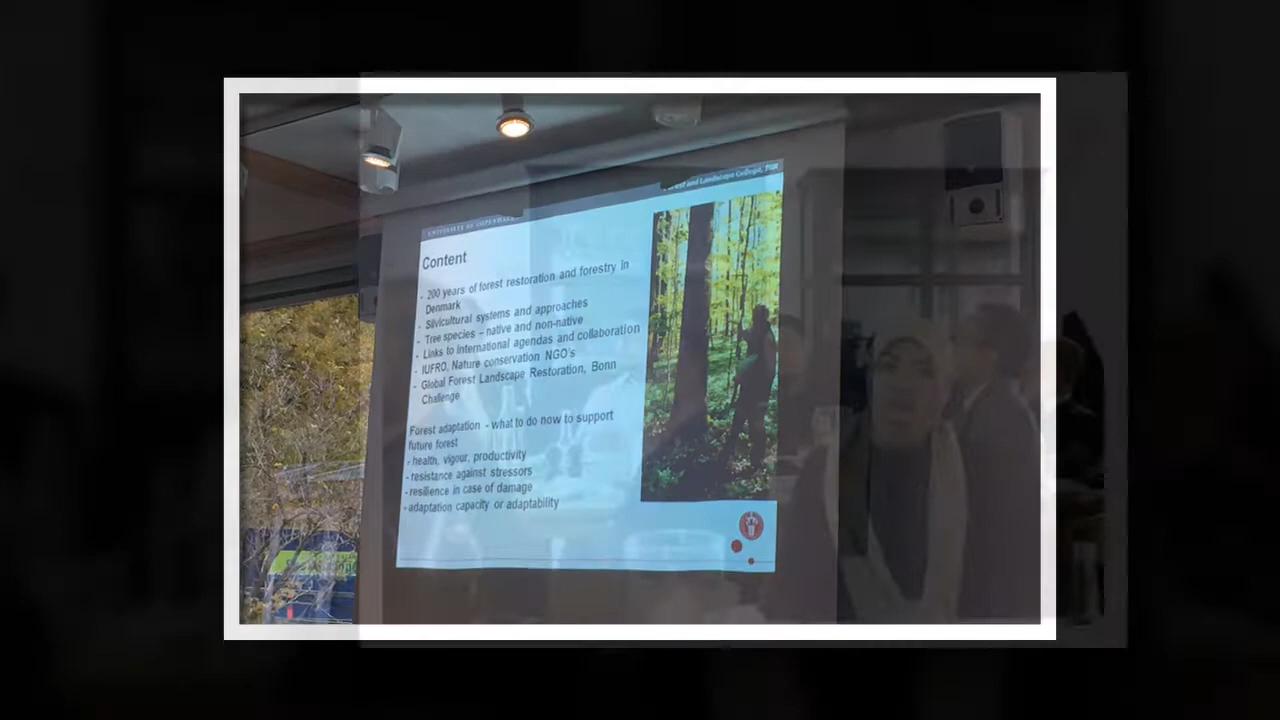 UNIVERSITY OF COPENHAGEN
Forest and Landscape College, IGN
Content
- 200 years of forest restoration and forestry in
Denmark
- Silvicultural systems and approaches
- Tree species – native and non-native
- Links to international agendas and collaboration
- IUFRO, Nature conservation NGO's
- Global Forest Landscape Restoration, Bonn
Challenge
Forest adaptation - what to do now to support
future forest
- health, vigour, productivity
- resistance against stressors
- resilience in case of damage
- adaptation capacity or adaptability